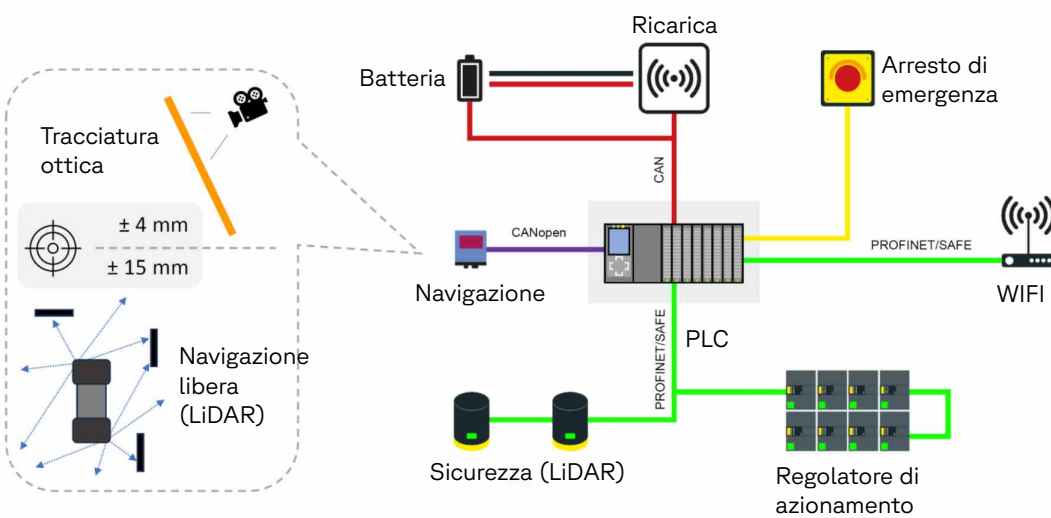 Ricarica
Batteria
Arresto di
emergenza
Tracciatura
ottica
CAN
± 4 mm
± 15 mm
CANopen
PROFINET/SAFE
Navigazione
WIFI
PLC
PROFINET/SAFE
Navigazione
libera
(LiDAR)
Sicurezza (LiDAR)
Regolatore di
azionamento